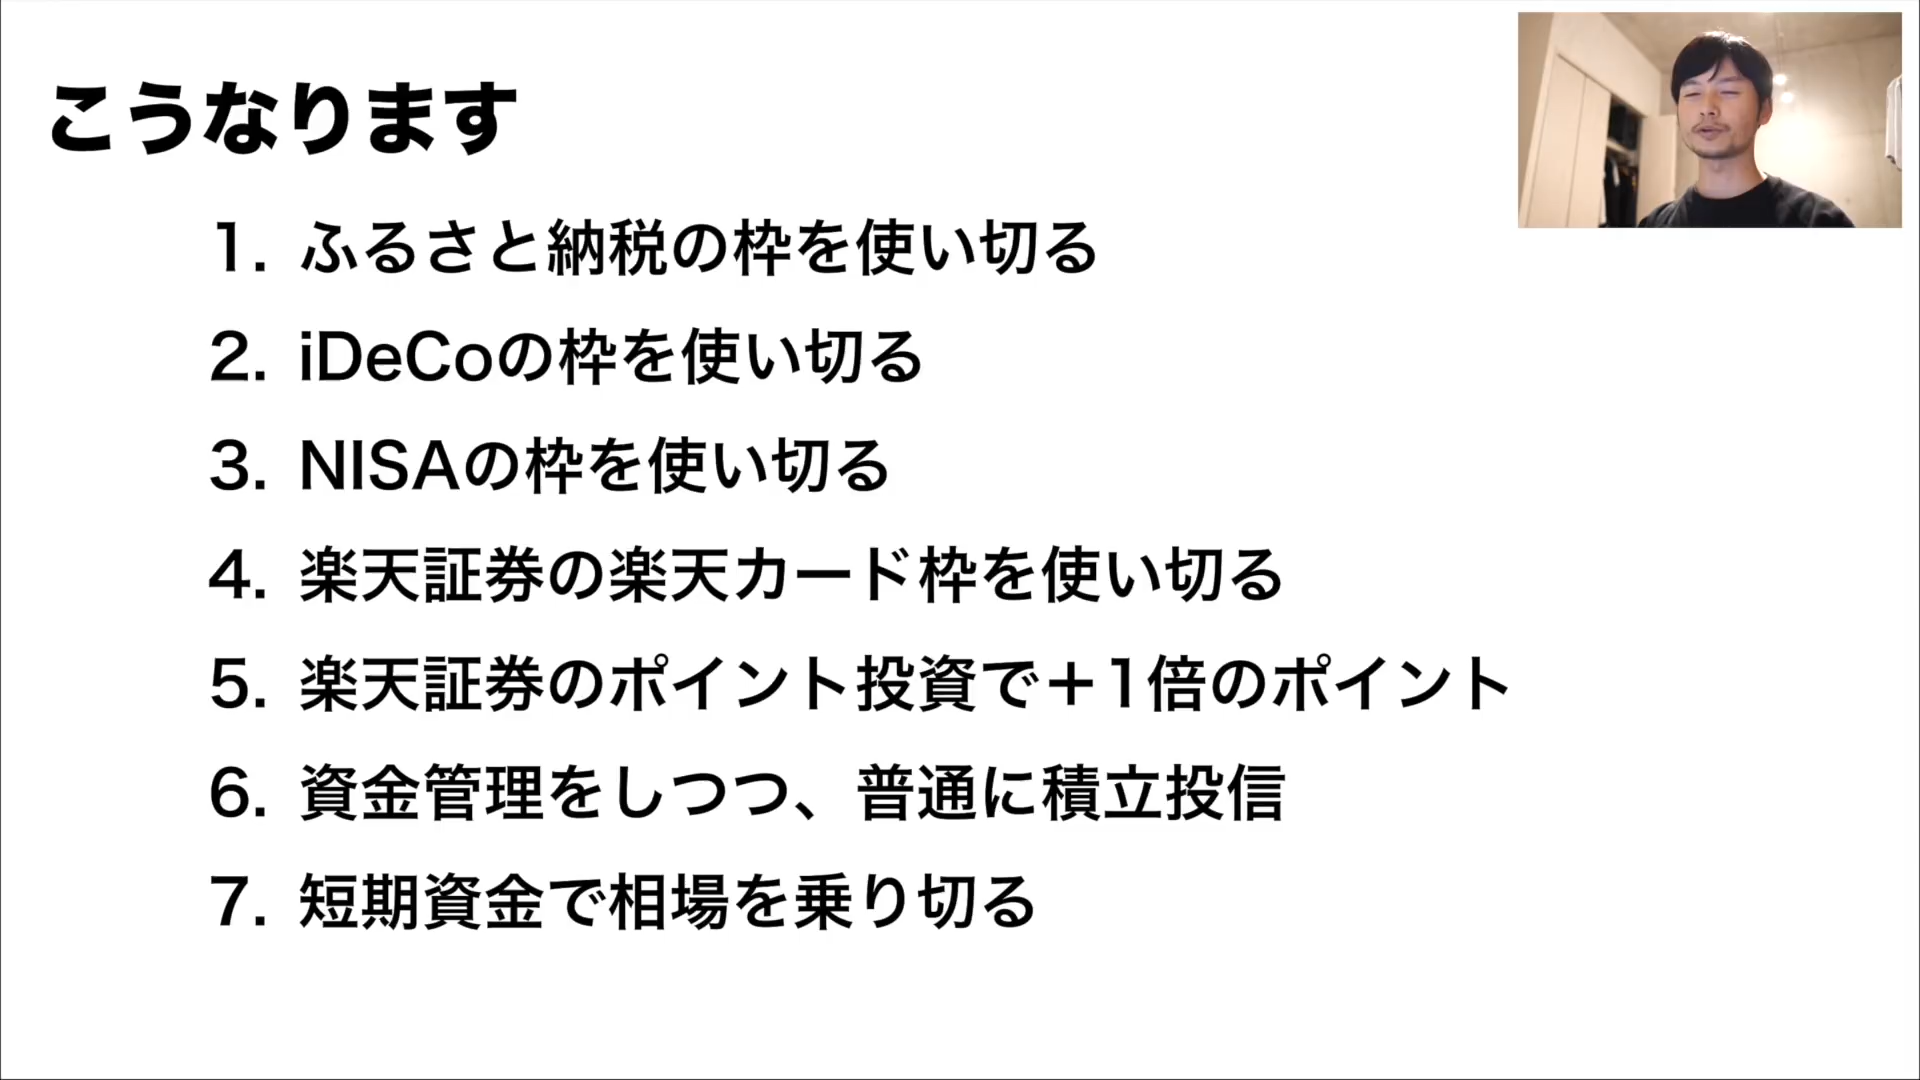 こうなります
1. ふるさと納税の枠を使い切る
2. iDeCoの枠を使い切る
3. NISAの枠を使い切る
4. 楽天証券の楽天カード枠を使い切る
5. 楽天証券のポイント投資で＋1倍のポイント
6. 資金管理をしつつ、普通に積立投信
7. 短期資金で相場を乗り切る